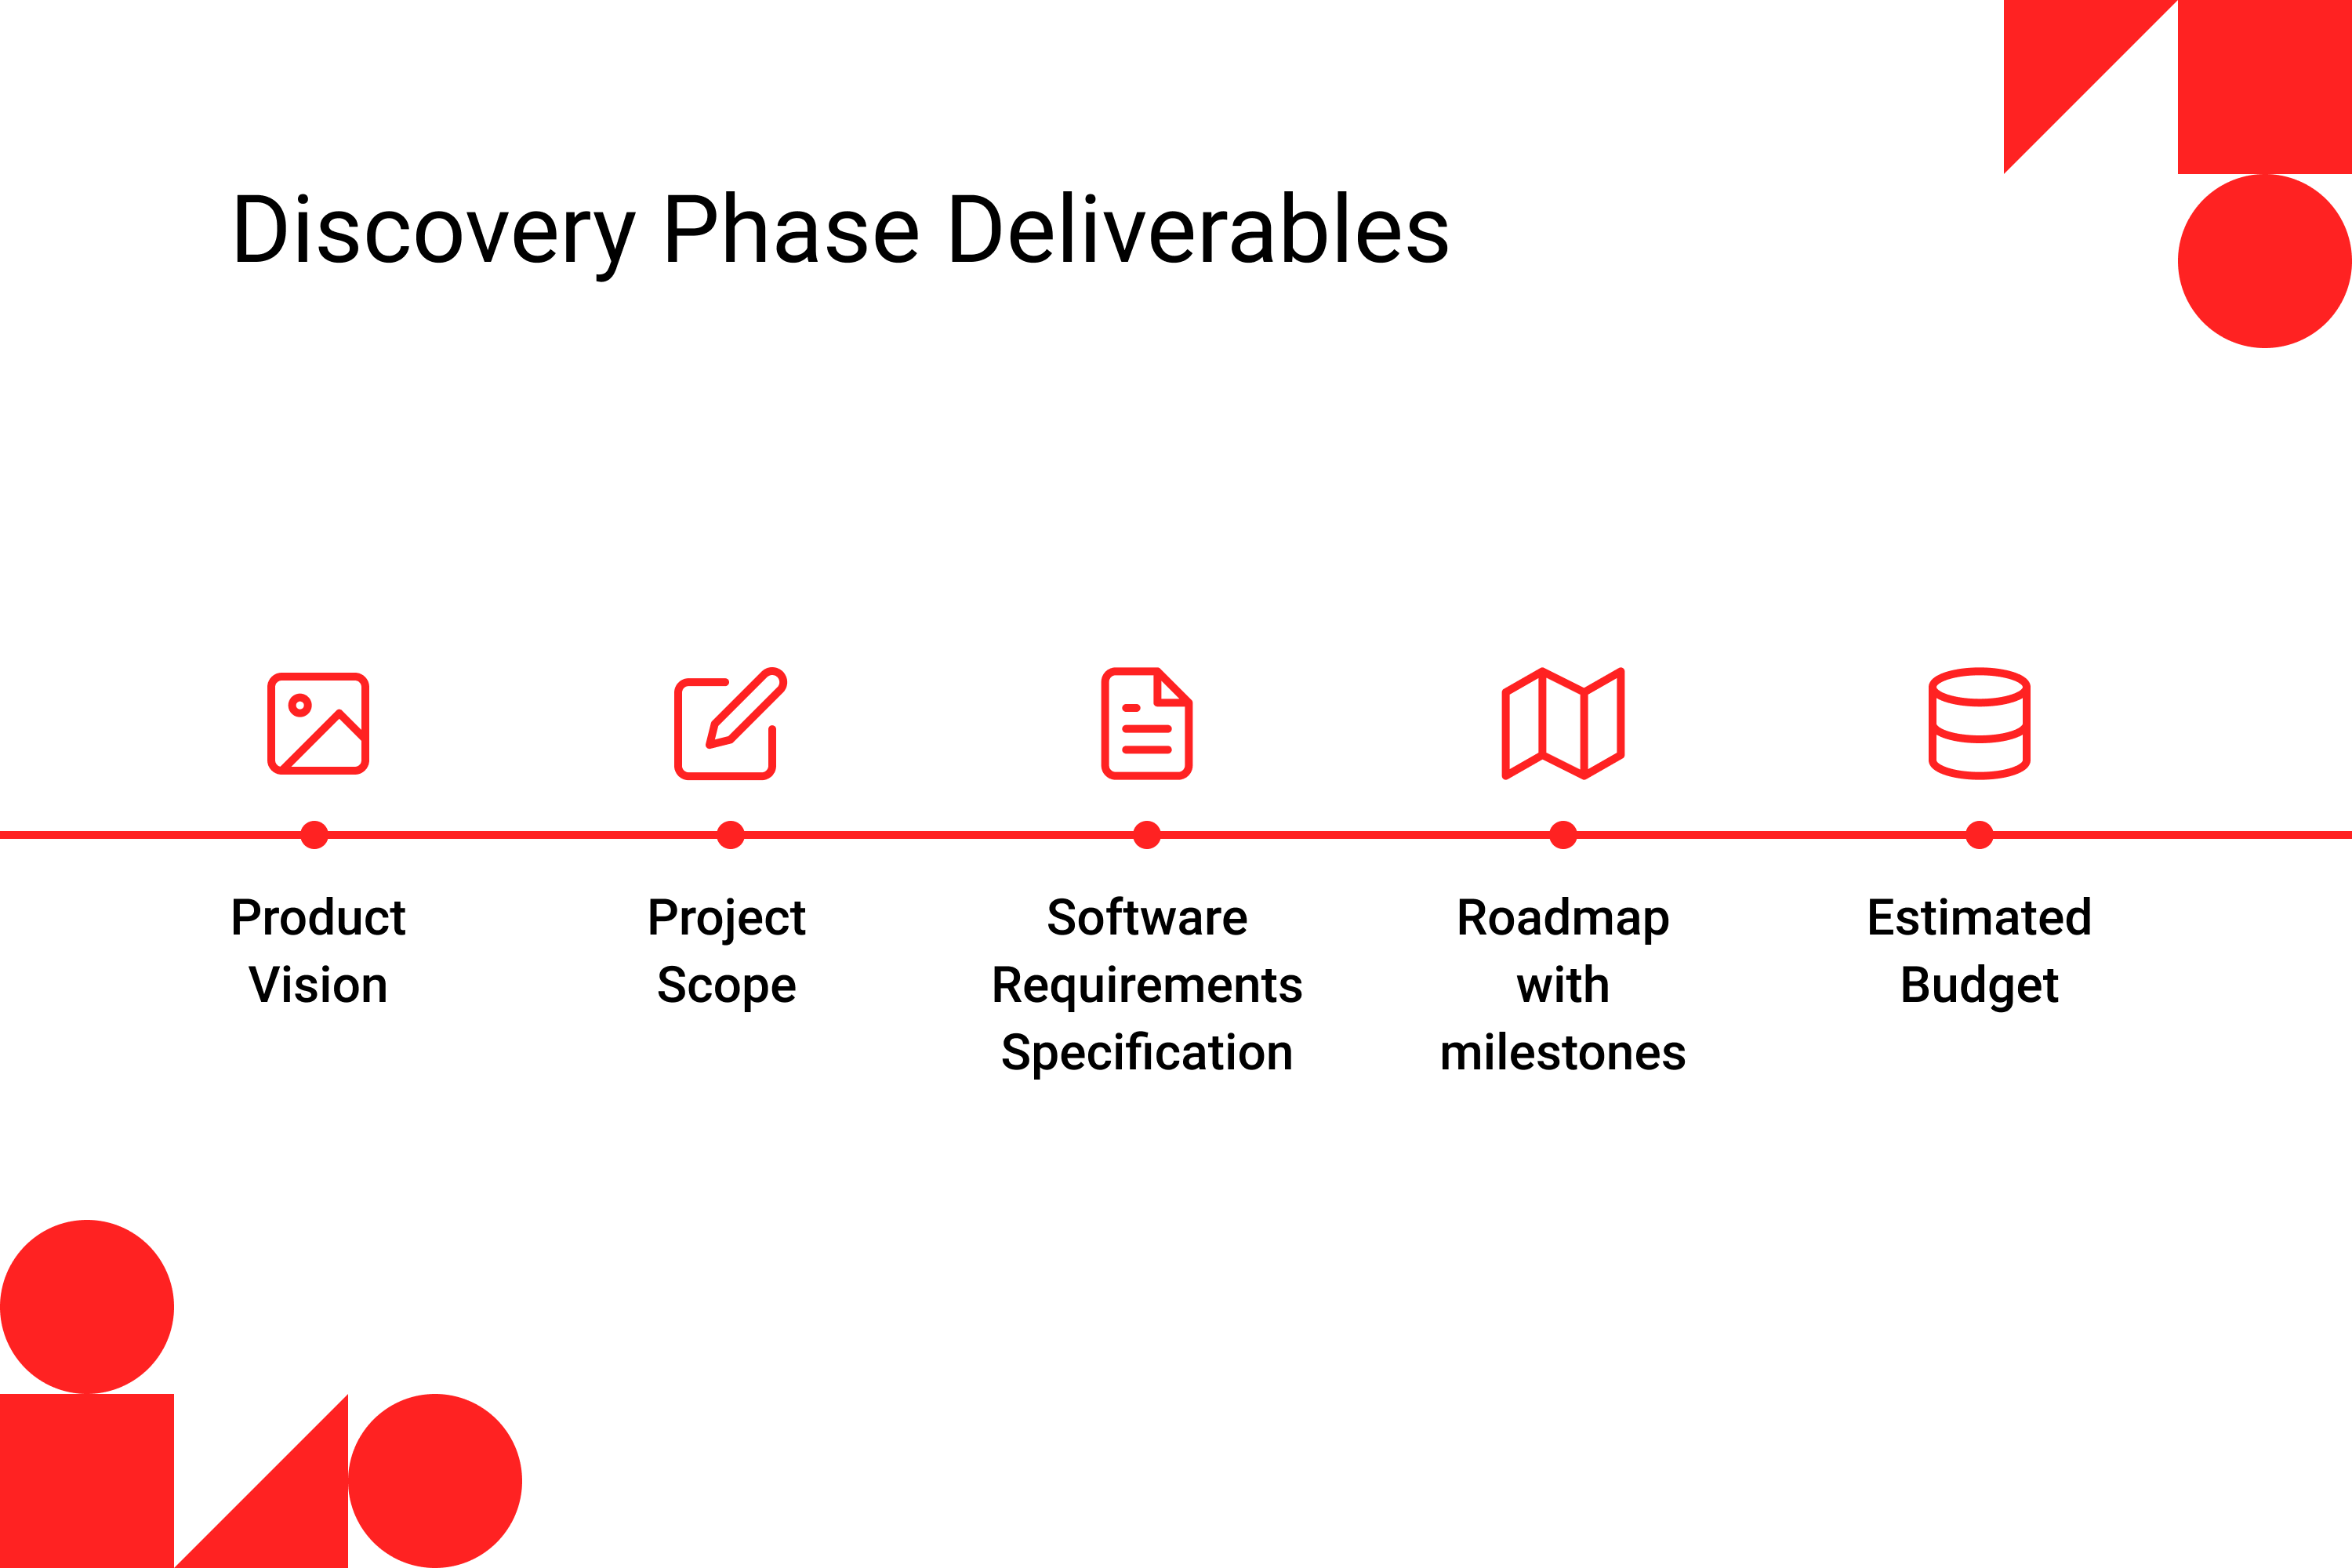 Discovery Phase Deliverables
Product
Vision
Project
Scope
Software
Requirements
Specification
Roadmap
with
milestones
Estimated
Budget